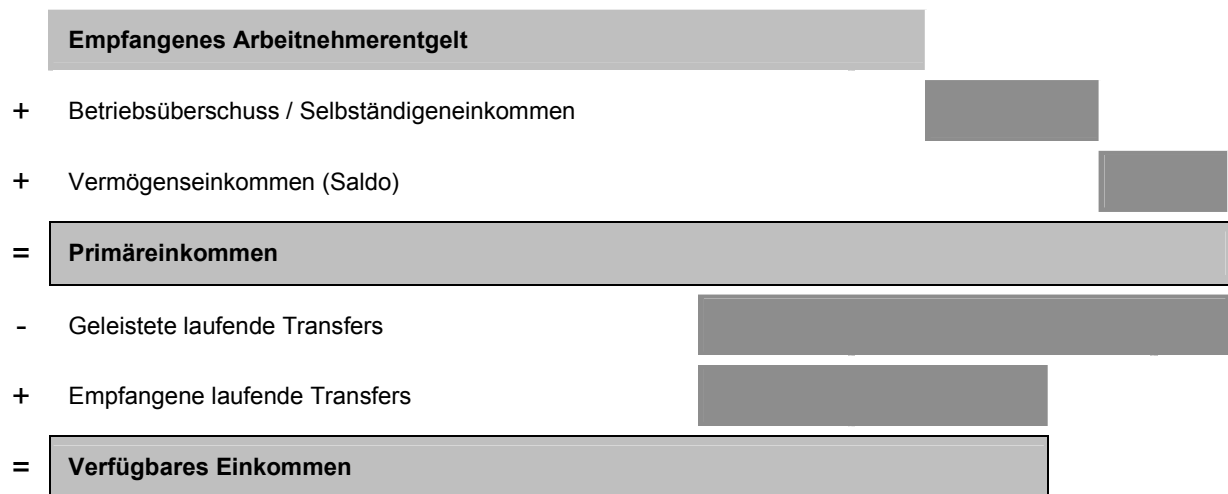 Empfangenes Arbeitnehmerentgelt
+ Betriebsüberschuss / Selbständigeneinkommen
+ Vermögenseinkommen (Saldo)
= Primäreinkommen
- Geleistete laufende Transfers
+ Empfangene laufende Transfers
= Verfügbares Einkommen